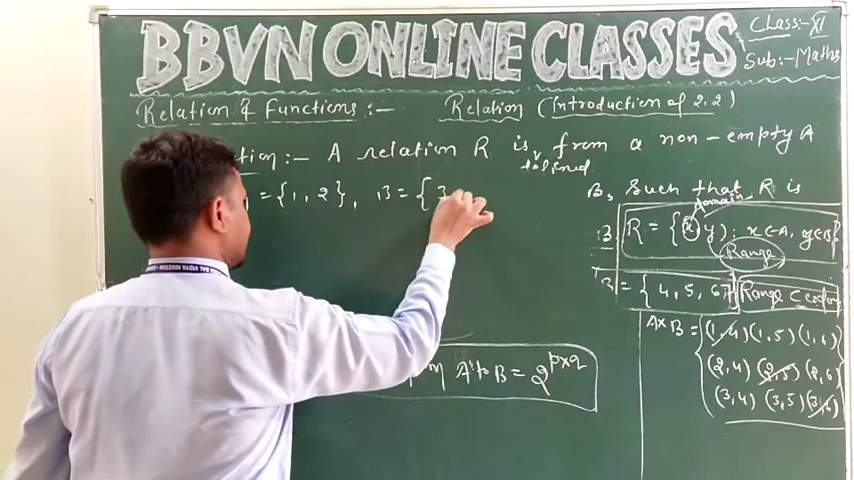 BBVN ONLINE CLASSES
Class:- XI
Sub:- Maths
Relation & Functions :- Relation (Introduction of 2,2)
tion :- A relation R is defined from a non-empty A
B, Such that R is
= {1, 2}, B = { 3
domain
B R = {(x, y); x∈A, y∈B}
Range
B = { 4, 5, 6, 7} Range ⊂ codom
A×B = (1,4)(1,5)(1,6)
(2,4) (2,5) (2,6)
(3,4) (3,5) (3,6)
A to B = 2^p×q